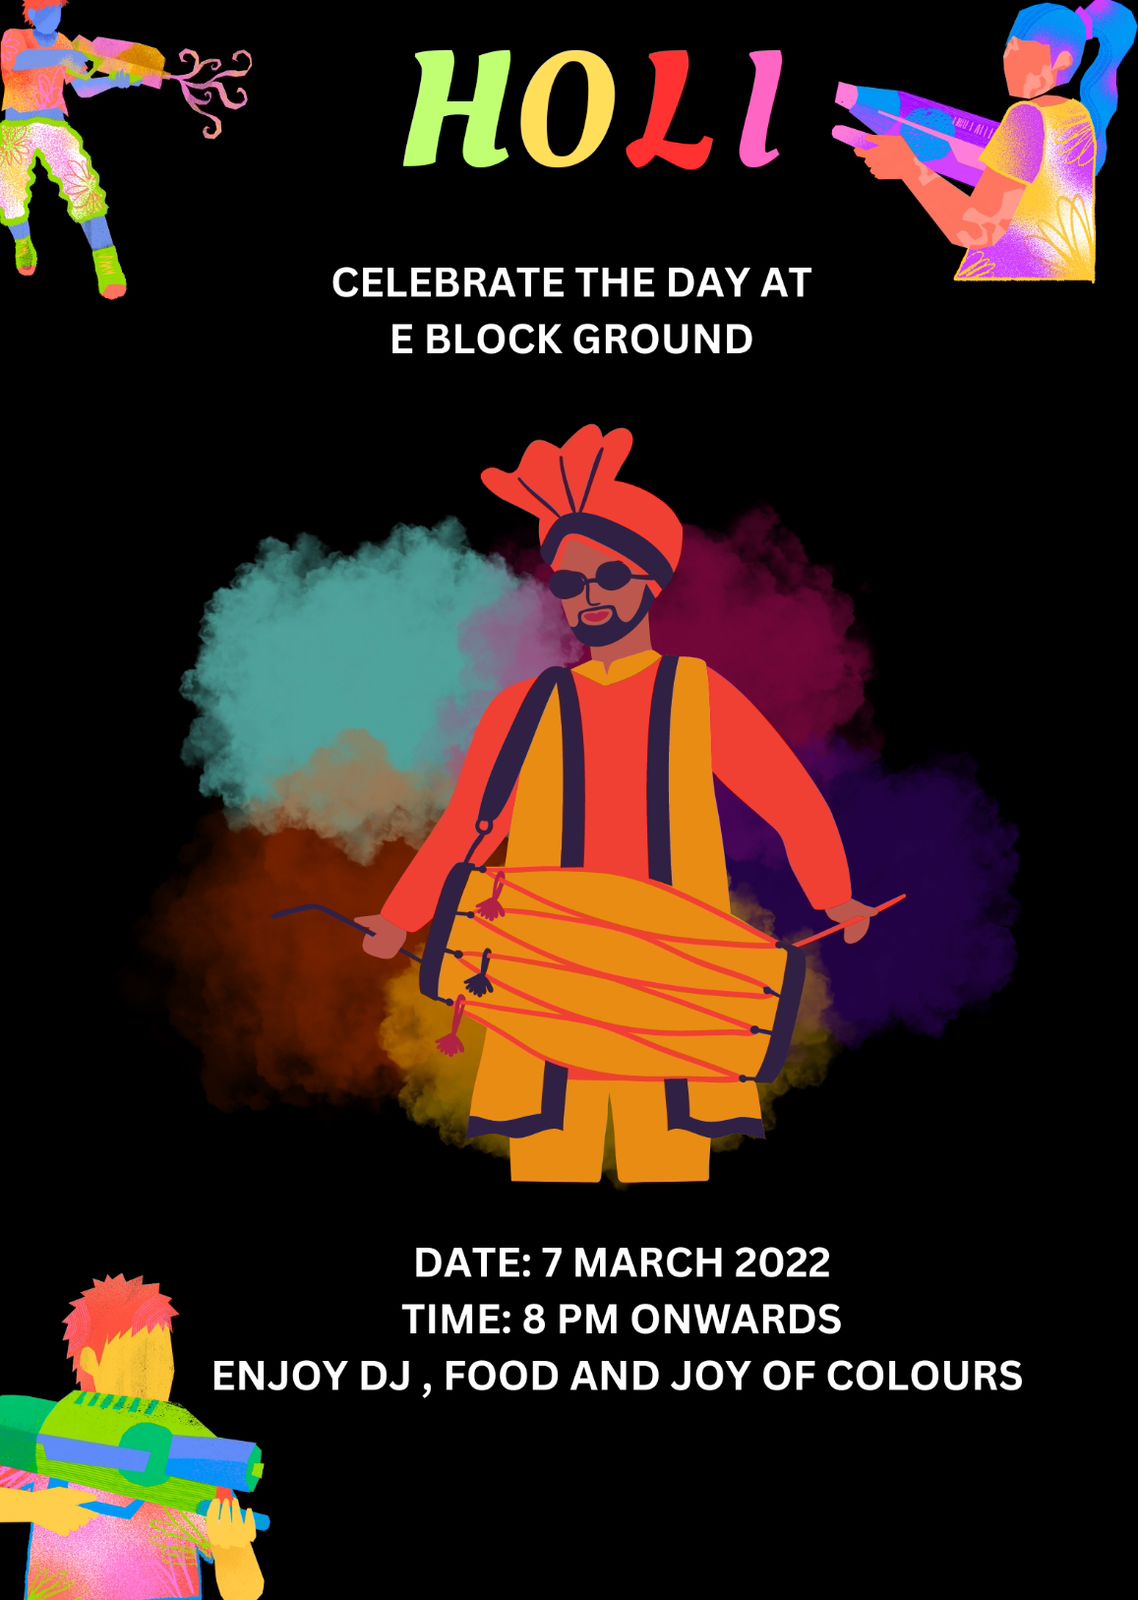 HOLI
CELEBRATE THE DAY AT
E BLOCK GROUND
DATE: 7 MARCH 2022
TIME: 8 PM ONWARDS
ENJOY DJ , FOOD AND JOY OF COLOURS